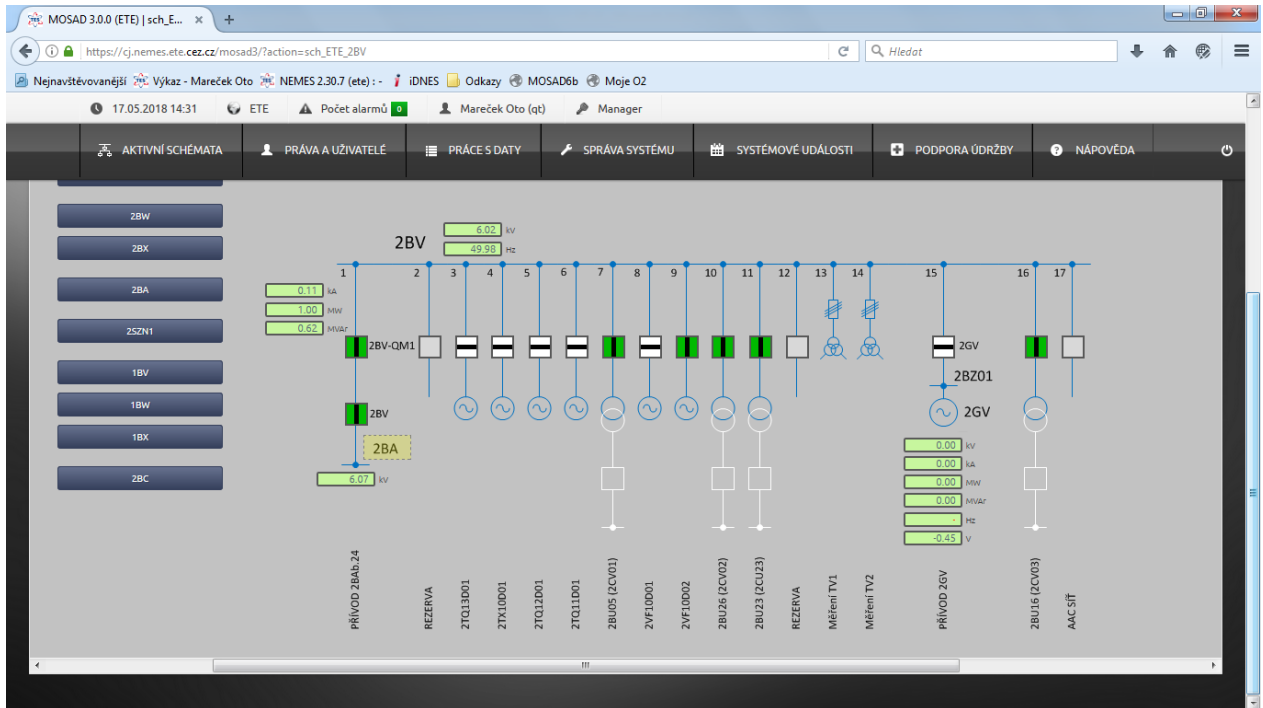 MOSAD 3.0.0 (ETE) | sch_E...
https://cj.nemes.ete.cez.cz/mosad3/?action=sch_ETE_2BV
Hledat
Nejnavštěvovanější Výkaz - Mareček Oto NEMES 2.30.7 (ete) : - iDNES Odkazy MOSAD6b Moje O2
17.05.2018 14:31 ETE Počet alarmů 0 Mareček Oto (qt) Manager
AKTIVNÍ SCHÉMATA PRÁVA A UŽIVATELÉ PRÁCE S DATY SPRÁVA SYSTÉMU SYSTÉMOVÉ UDÁLOSTI PODPORA ÚDRŽBY NÁPOVĚDA
2BW
2BX
2BA
2SZN1
1BV
1BW
1BX
2BC
2BV
6.02 kV
49.98 Hz
1 2 3 4 5 6 7 8 9 10 11 12 13 14 15 16 17
0.11 kA
1.00 MW
0.62 MVAr
2BV-QM1
2GV
2BZ01
2BV
2GV
2BA
6.07 kV
0.00 kV
0.00 kA
0.00 MW
0.00 MVAr
- Hz
-0.45 V
PŘÍVOD 2BAb.24
REZERVA
2TQ13D01
2TX10D01
2TQ12D01
2TQ11D01
2BU05 (2CV01)
2VF10D01
2VF10D02
2BU26 (2CV02)
2BU23 (2CU23)
REZERVA
Měření TV1
Měření TV2
PŘÍVOD 2GV
2BU16 (2CV03)
AAC SÍŤ